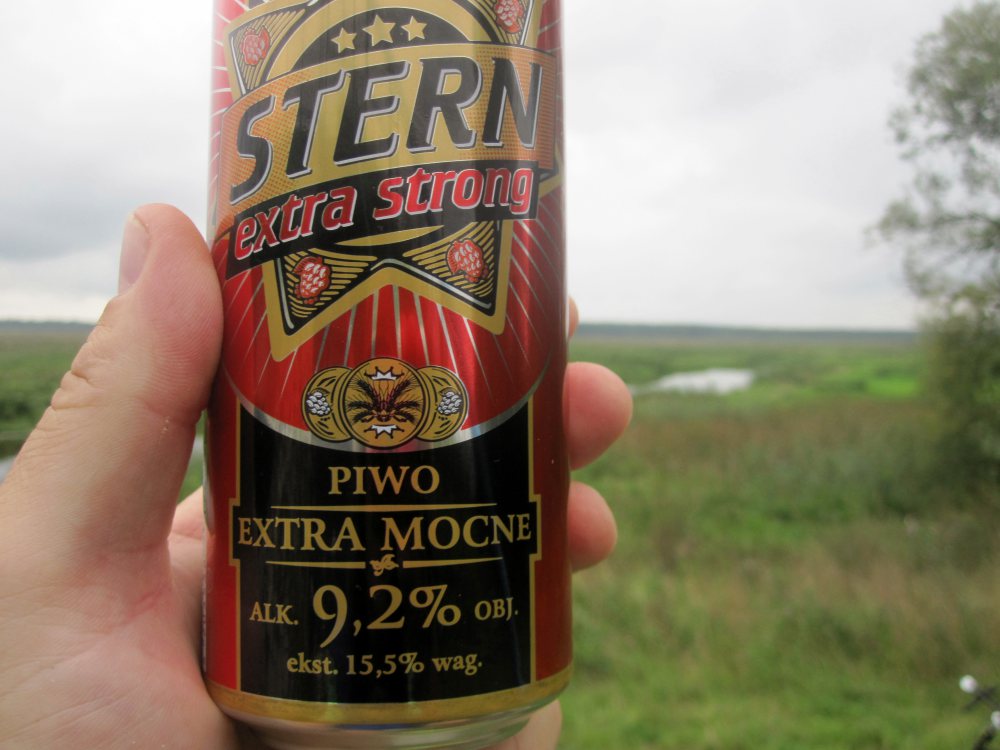 STERN
extra strong
PIWO
EXTRA MOCNE
ALK. 9,2% OBJ.
ekst. 15,5% wag.